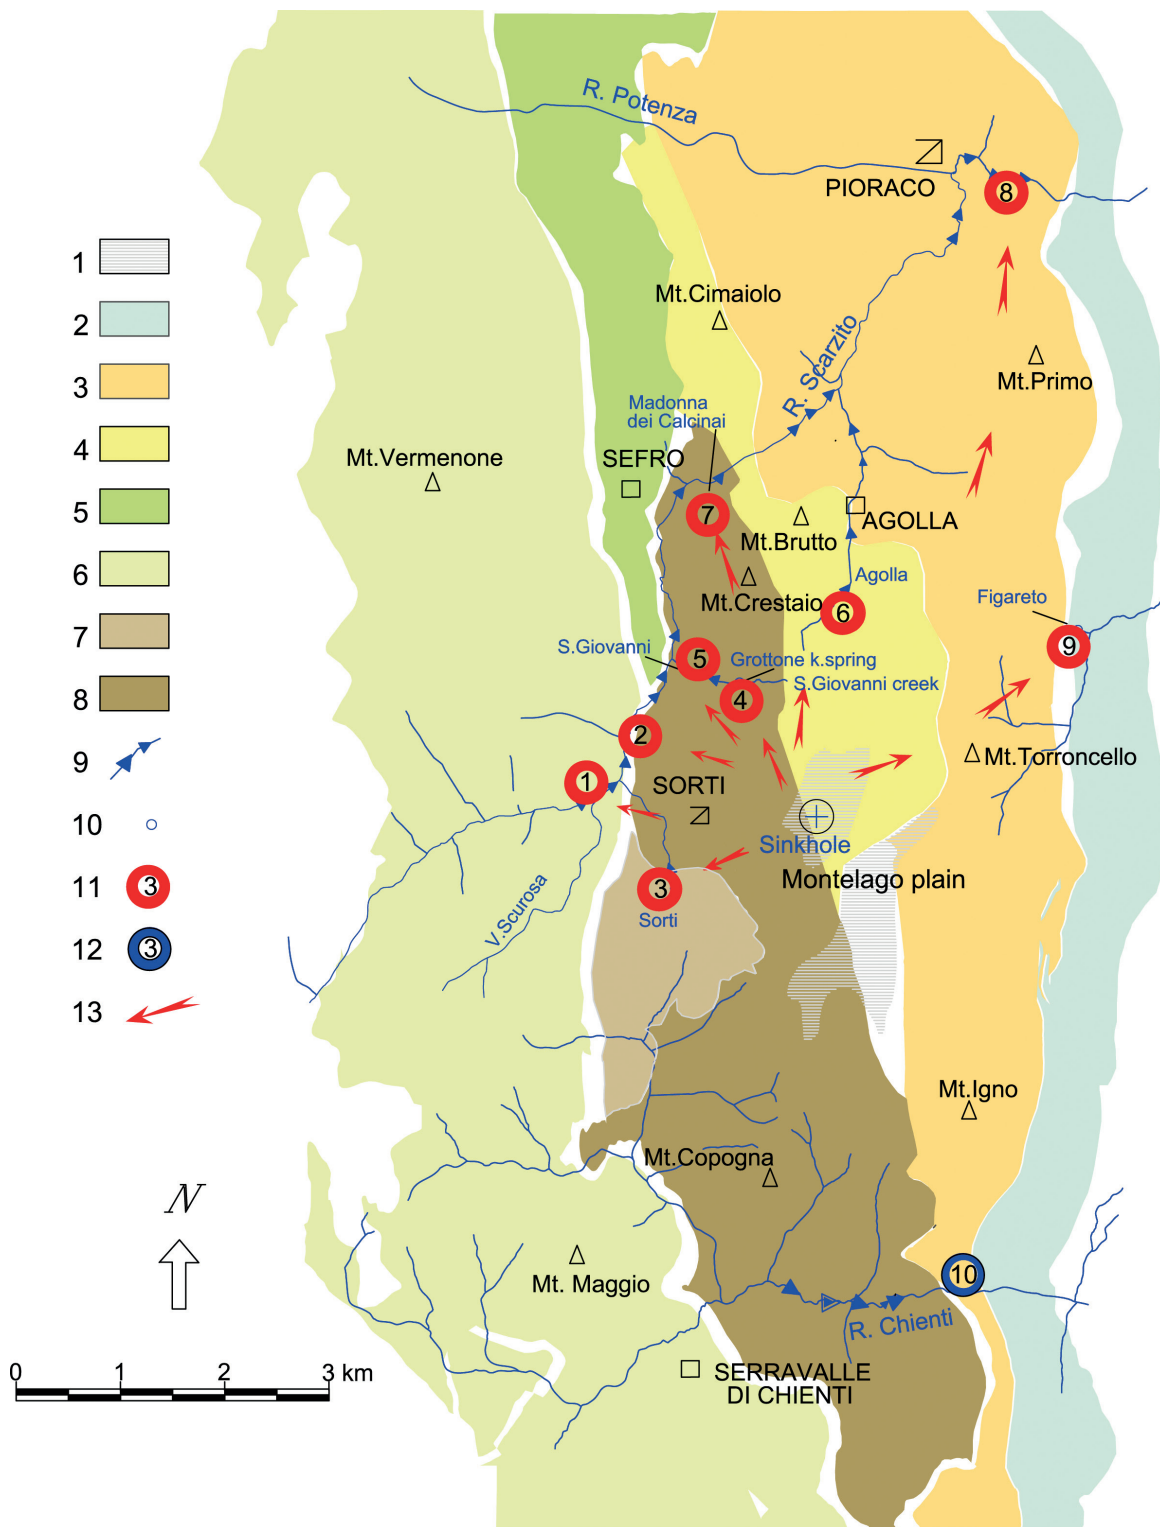 R. Potenza
PIORACO
8
1
2
3
4
5
6
7
8
9
10
11
3
12
3
13
Mt.Cimaiolo
R. Scarzito
Mt.Primo
Madonna
dei Calcinai
Mt.Vermenone
SEFRO
7
AGOLLA
Mt.Brutto
Agolla
Mt.Crestaio
6
Figareto
9
S.Giovanni
5
Grottone k.spring
S.Giovanni creek
4
2
Mt.Torroncello
1
SORTI
Sinkhole
Montelago plain
3
Sorti
V.Scurosa
Mt.Igno
Mt.Copogna
N
Mt. Maggio
10
R. Chienti
0 1 2 3 km
SERRAVALLE
DI CHIENTI